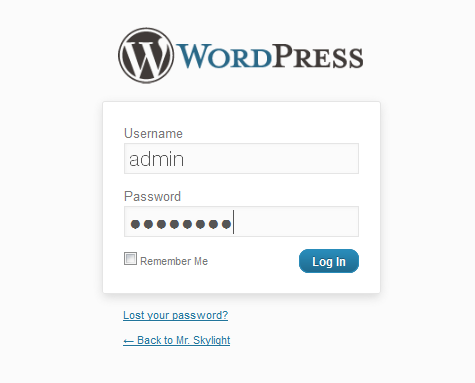 WORDPRESS
Username
admin
Password
●●●●●●●●
Remember Me
Log In
Lost your password?
← Back to Mr. Skylight